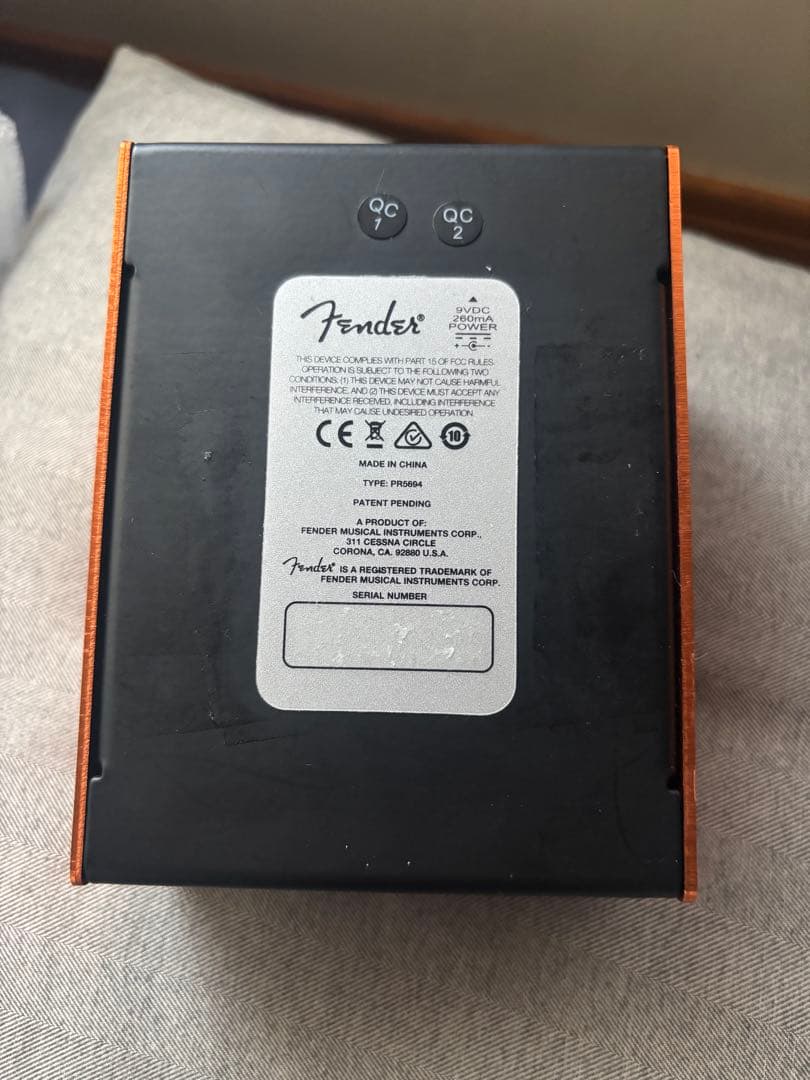 QC
1
QC
2
Fender®
9VDC
260mA
POWER
THIS DEVICE COMPLIES WITH PART 15 OF FCC RULES.
OPERATION IS SUBJECT TO THE FOLLOWING TWO
CONDITIONS: (1) THIS DEVICE MAY NOT CAUSE HARMFUL
INTERFERENCE, AND (2) THIS DEVICE MUST ACCEPT ANY
INTERFERENCE RECEIVED, INCLUDING INTERFERENCE
THAT MAY CAUSE UNDESIRED OPERATION.
CE
10
MADE IN CHINA
TYPE: PR5694
PATENT PENDING
A PRODUCT OF:
FENDER MUSICAL INSTRUMENTS CORP.,
311 CESSNA CIRCLE
CORONA, CA. 92880 U.S.A.
Fender® IS A REGISTERED TRADEMARK OF
FENDER MUSICAL INSTRUMENTS CORP.
SERIAL NUMBER